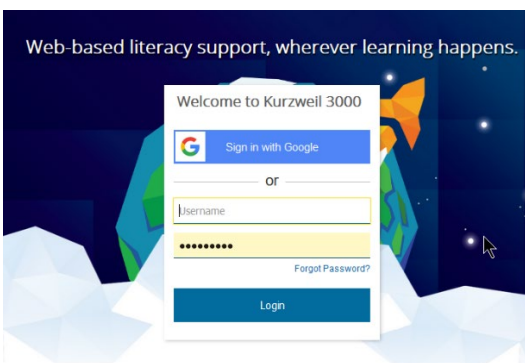 Web-based literacy support, wherever learning happens.
Welcome to Kurzweil 3000
G
Sign in with Google
or
Username
•••••••••
Forgot Password?
Login